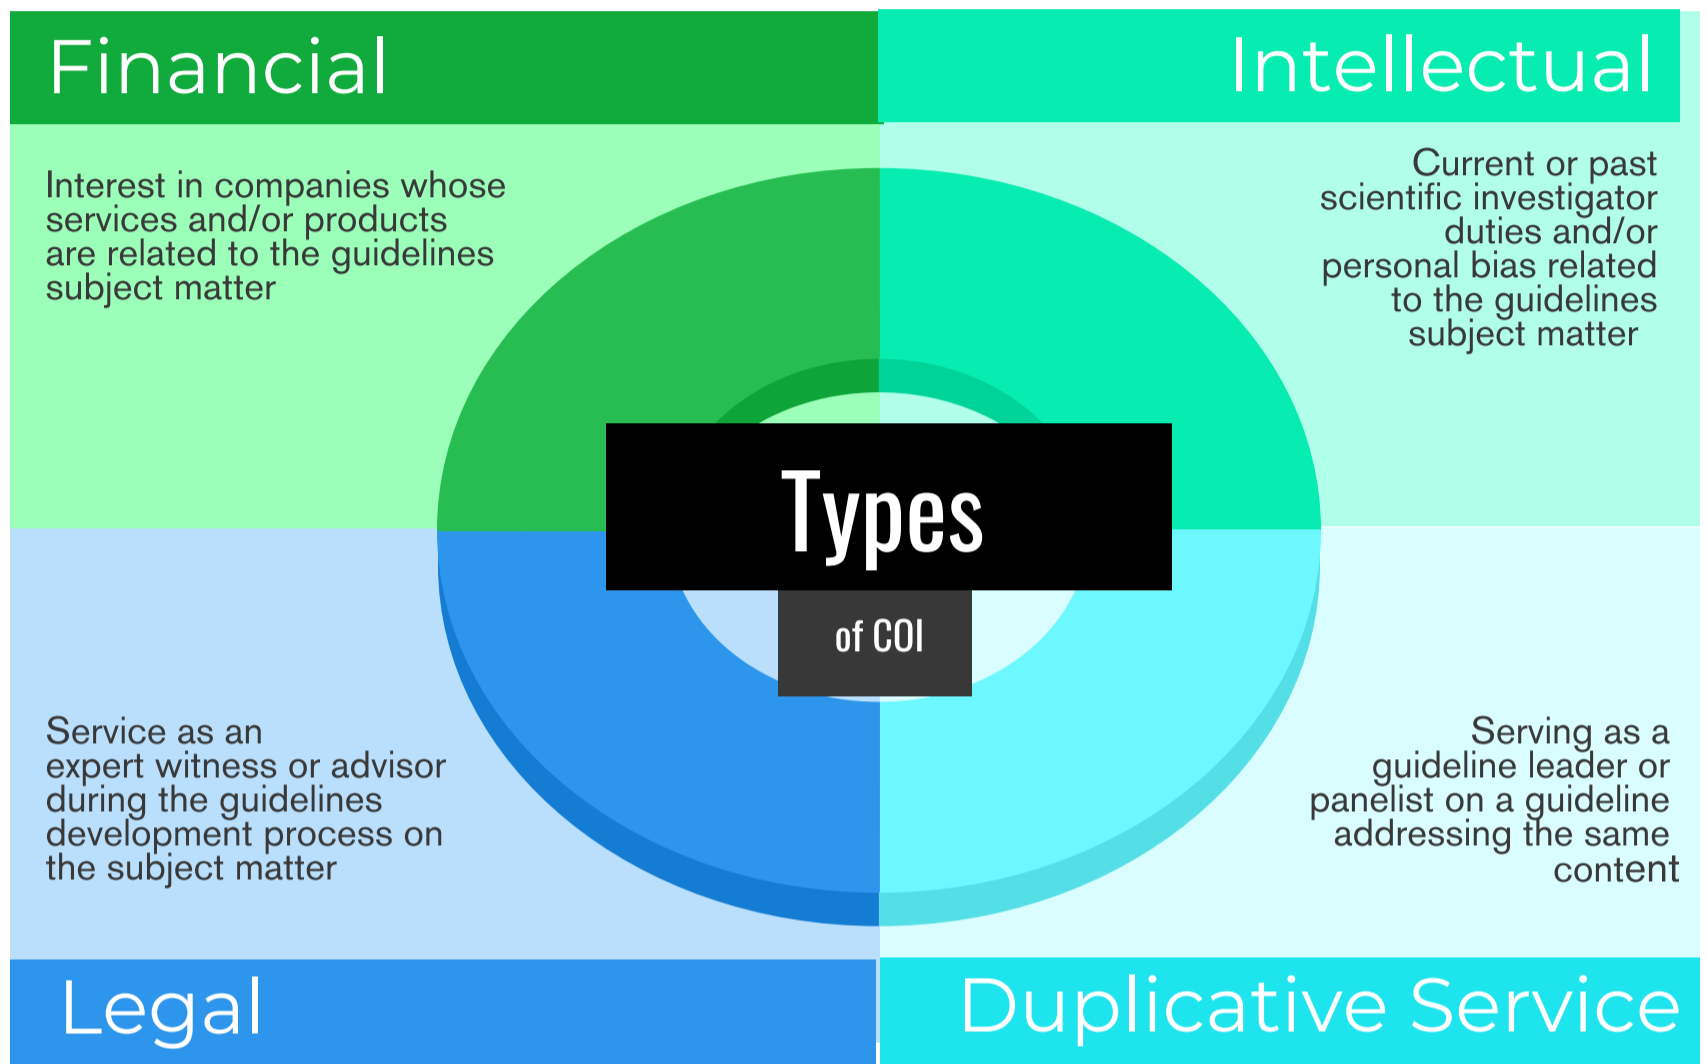 Financial
Interest in companies whose
services and/or products
are related to the guidelines
subject matter
Intellectual
Current or past
scientific investigator
duties and/or
personal bias related
to the guidelines
subject matter
Types
of COI
Service as an
expert witness or advisor
during the guidelines
development process on
the subject matter
Legal
Serving as a
guideline leader or
panelist on a guideline
addressing the same
content
Duplicative Service